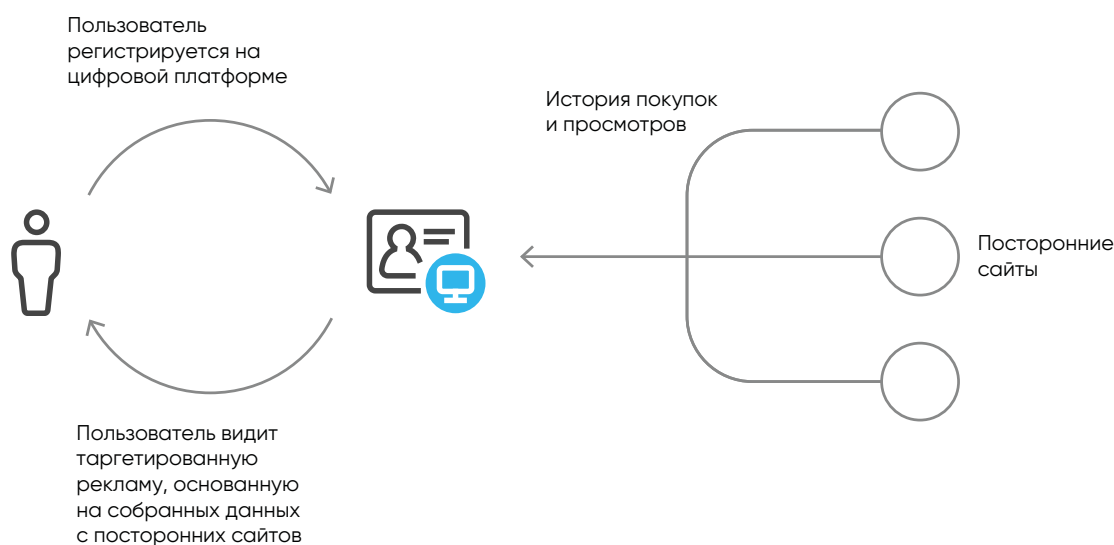 Пользователь
регистрируется на
цифровой платформе
История покупок
и просмотров
Посторонние
сайты
Пользователь видит
таргетированную
рекламу, основанную
на собранных данных
с посторонних сайтов